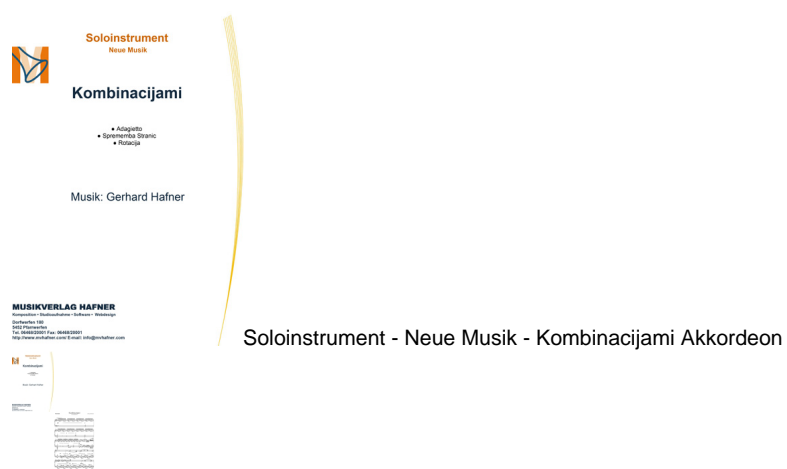 Soloinstrument
Neue Musik
Kombinacijami
● Adagietto
● Sprememba Stranic
● Rotacija
Musik: Gerhard Hafner
MUSIKVERLAG HAFNER
Komposition • Studioaufnahme • Software • Webdesign
Dorfwerfen 180
5452 Pfarrwerfen
Tel. 06468/20001 Fax: 06468/20001
http://www.mvhafner.com/ E-mail: info@mvhafner.com
Soloinstrument - Neue Musik - Kombinacijami Akkordeon
Soloinstrument
Kombinacijami